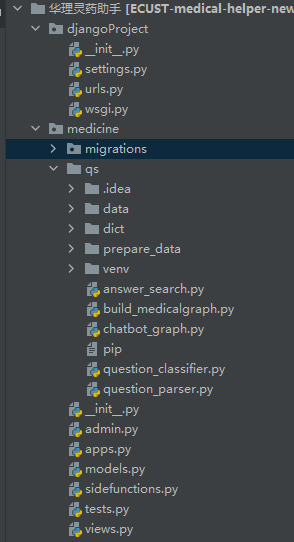 华理灵药助手 [ECUST-medical-helper-new
djangoProject
__init__.py
settings.py
urls.py
wsgi.py
medicine
migrations
qs
.idea
data
dict
prepare_data
venv
answer_search.py
build_medicalgraph.py
chatbot_graph.py
pip
question_classifier.py
question_parser.py
__init__.py
admin.py
apps.py
models.py
sidefunctions.py
tests.py
views.py